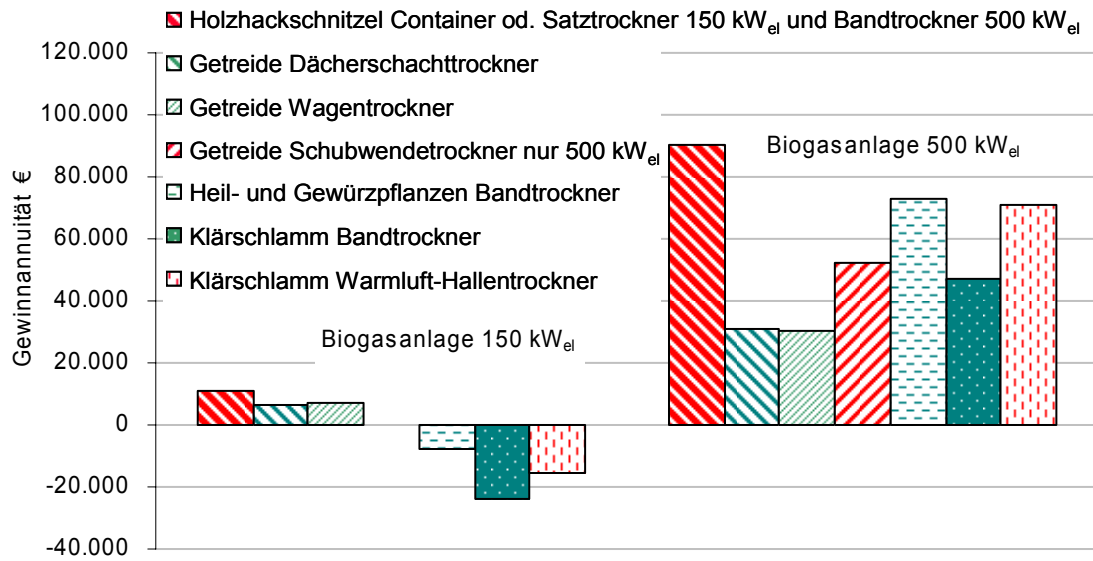 Holzhackschnitzel Container od. Satztrockner 150 kWel und Bandtrockner 500 kWel
Getreide Dächerschachttrockner
Getreide Wagentrockner
Getreide Schubwendetrockner nur 500 kWel
Heil- und Gewürzpflanzen Bandtrockner
Klärschlamm Bandtrockner
Klärschlamm Warmluft-Hallentrockner
Biogasanlage 500 kWel
Biogasanlage 150 kWel
Gewinnannuität €
120.000
100.000
80.000
60.000
40.000
20.000
0
-20.000
-40.000